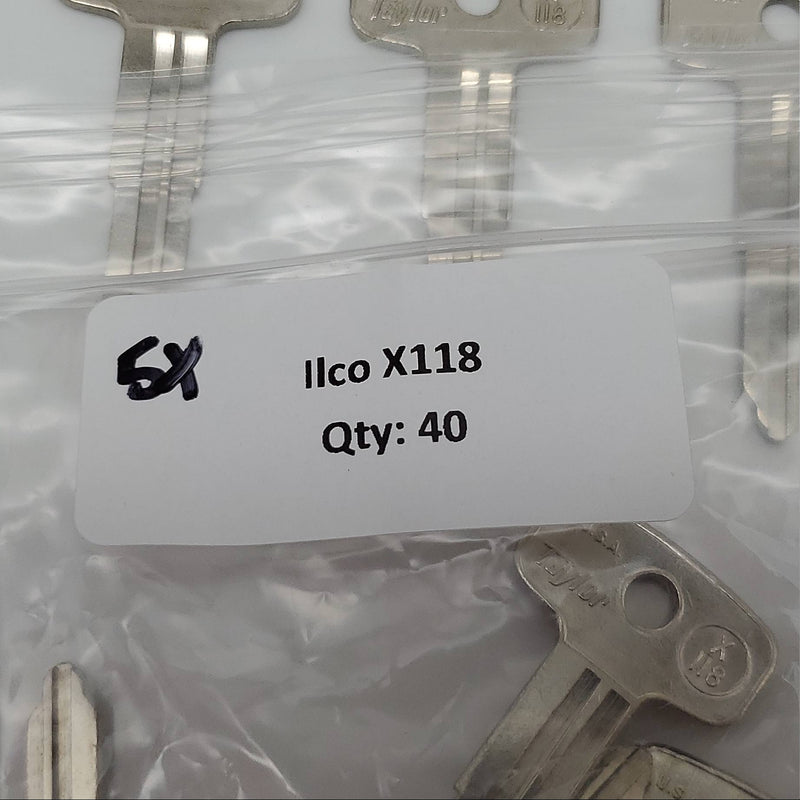 Taylor
118
5X
Ilco X118
Qty: 40
U.S.A
Taylor
X
118
U.S.